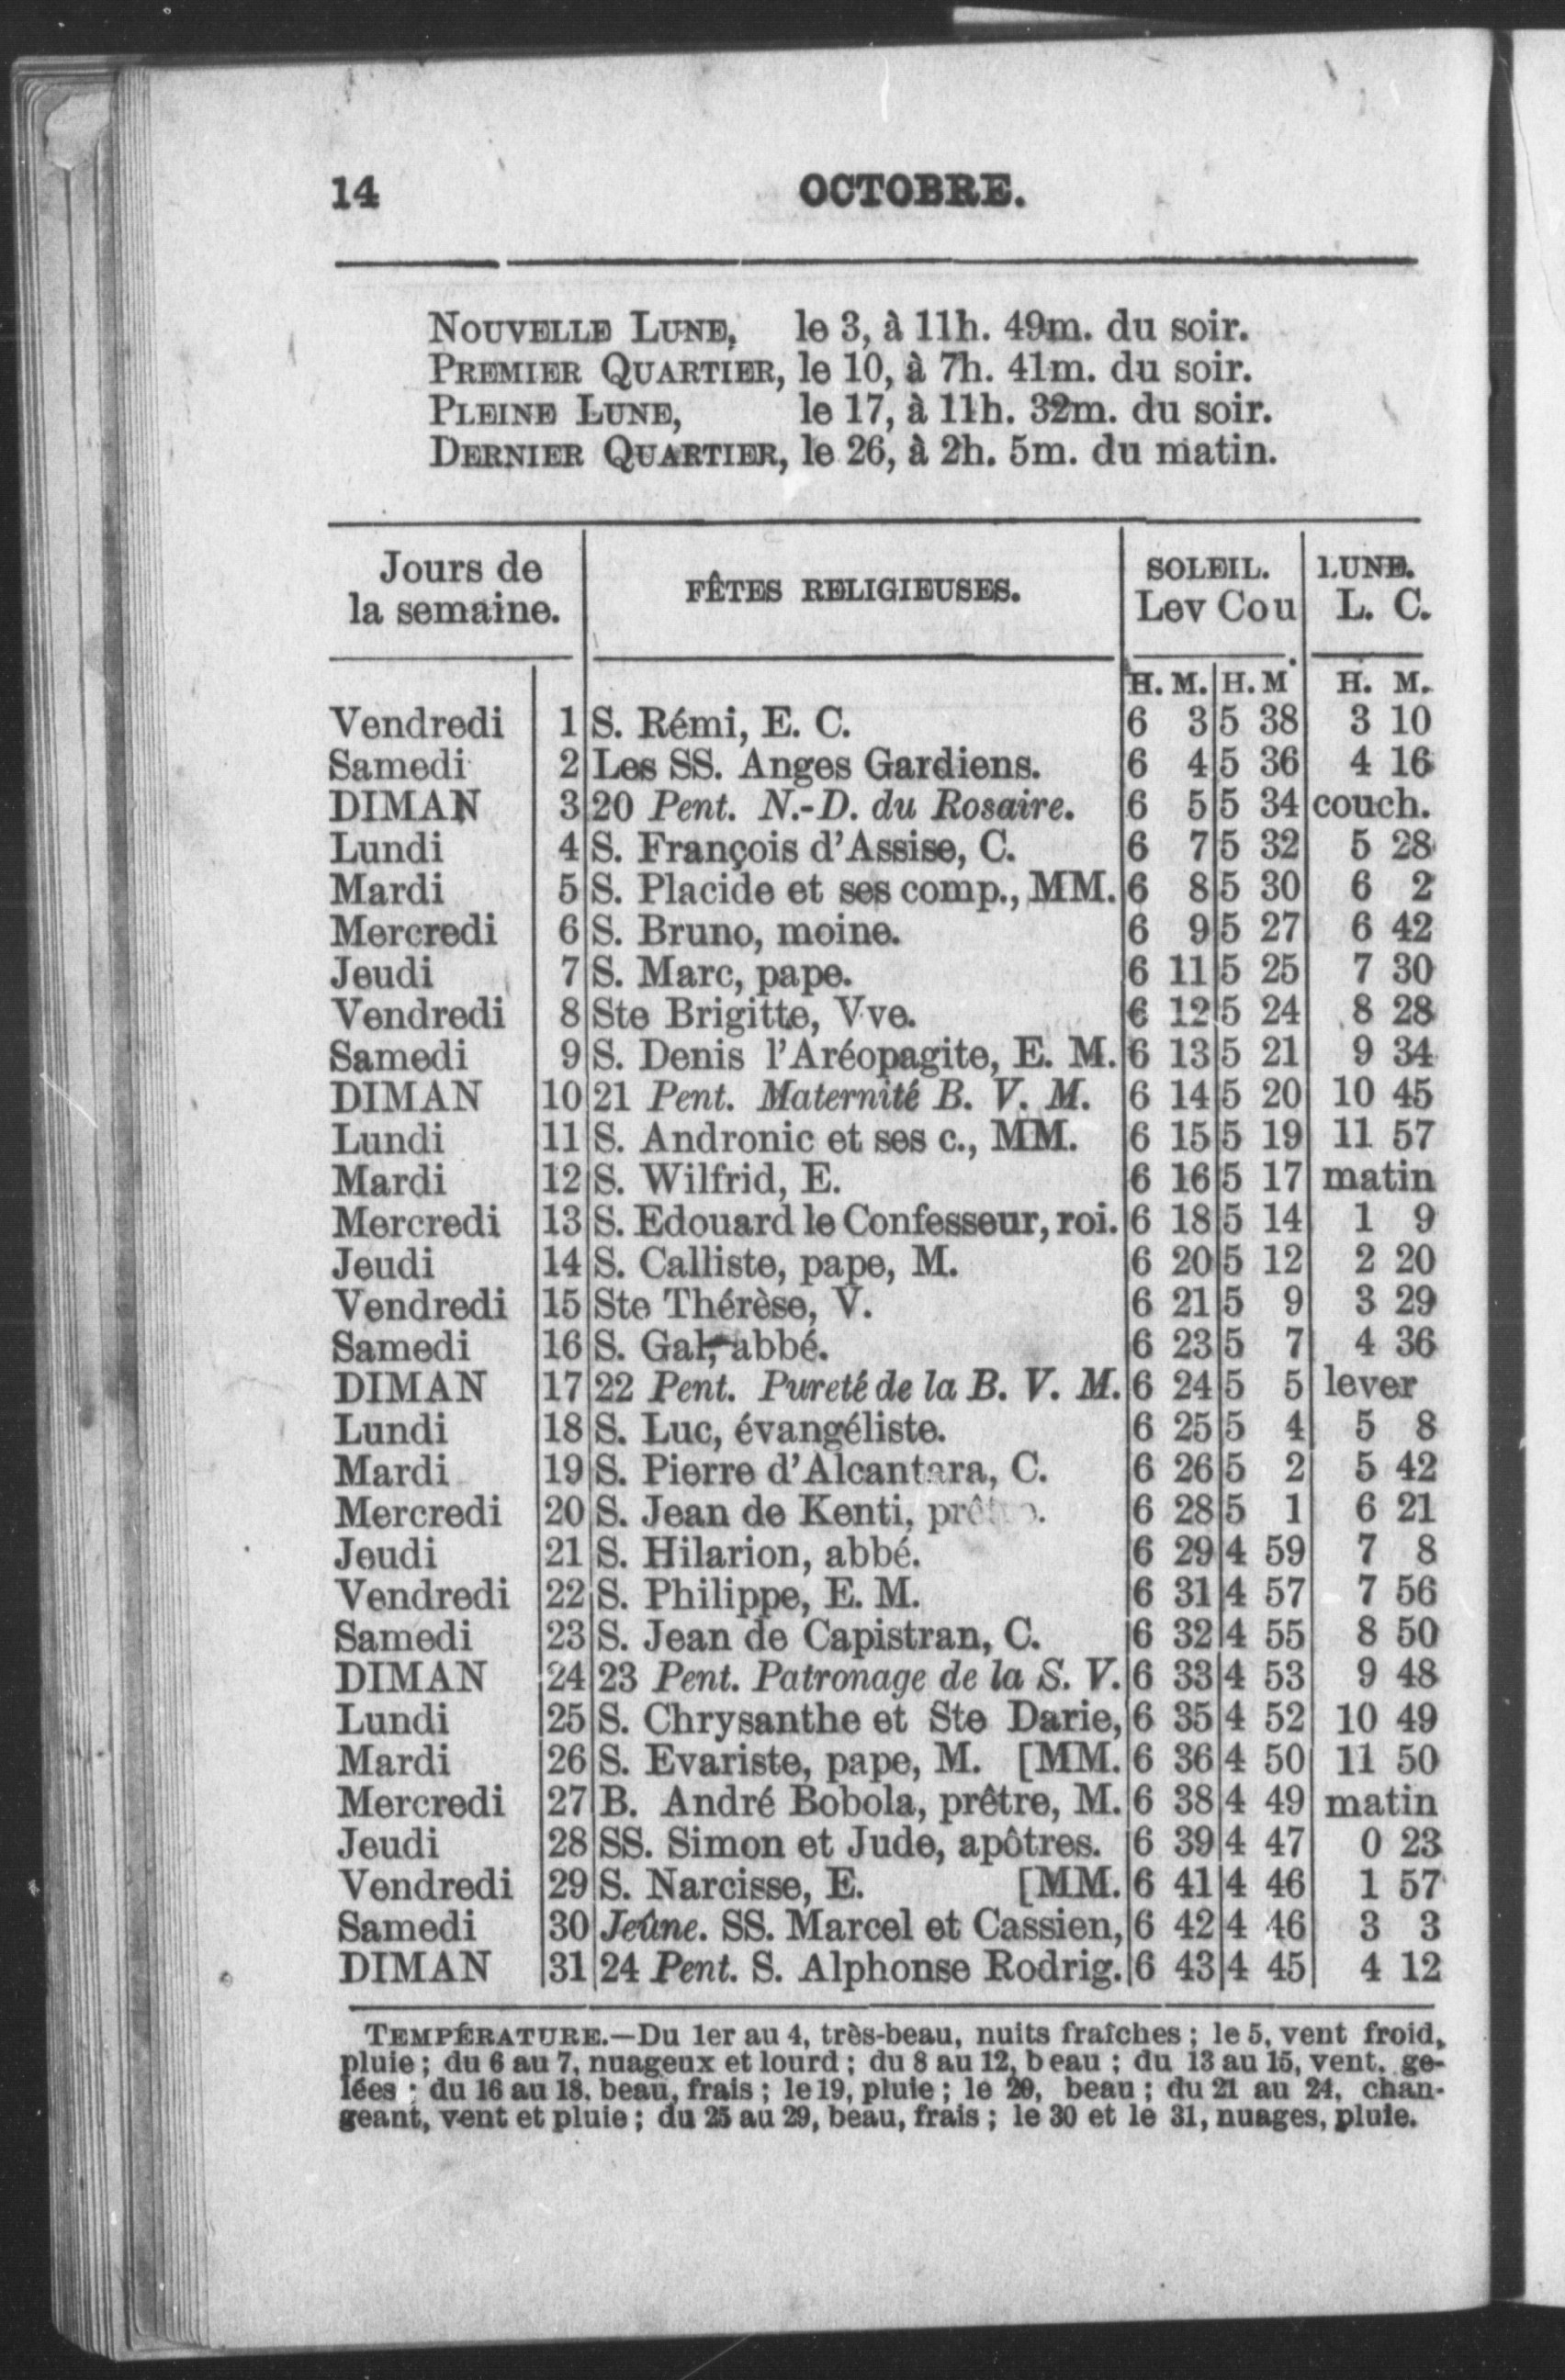 14 OCTOBRE.
NOUVELLE LUNE, le 3, à 11h. 49m. du soir.
PREMIER QUARTIER, le 10, à 7h. 41m. du soir.
PLEINE LUNE, le 17, à 11h. 32m. du soir.
DERNIER QUARTIER, le 26, à 2h. 5m. du matin.
Jours de la semaine. FÊTES RELIGIEUSES. SOLEIL. Lev Cou LUNE. L. C.
H. M. H. M H. M.
Vendredi 1 S. Rémi, E. C. 6 3 5 38 3 10
Samedi 2 Les SS. Anges Gardiens. 6 4 5 36 4 16
DIMAN 3 20 Pent. N.-D. du Rosaire. 6 5 5 34 couch.
Lundi 4 S. François d'Assise, C. 6 7 5 32 5 28
Mardi 5 S. Placide et ses comp., MM. 6 8 5 30 6 2
Mercredi 6 S. Bruno, moine. 6 9 5 27 6 42
Jeudi 7 S. Marc, pape. 6 11 5 25 7 30
Vendredi 8 Ste Brigitte, Vve. 6 12 5 24 8 28
Samedi 9 S. Denis l'Aréopagite, E. M. 6 13 5 21 9 34
DIMAN 10 21 Pent. Maternité B. V. M. 6 14 5 20 10 45
Lundi 11 S. Andronic et ses c., MM. 6 15 5 19 11 57
Mardi 12 S. Wilfrid, E. 6 16 5 17 matin
Mercredi 13 S. Edouard le Confesseur, roi. 6 18 5 14 1 9
Jeudi 14 S. Calliste, pape, M. 6 20 5 12 2 20
Vendredi 15 Ste Thérèse, V. 6 21 5 9 3 29
Samedi 16 S. Gal, abbé. 6 23 5 7 4 36
DIMAN 17 22 Pent. Pureté de la B. V. M. 6 24 5 5 lever
Lundi 18 S. Luc, évangéliste. 6 25 5 4 5 8
Mardi 19 S. Pierre d'Alcantara, C. 6 26 5 2 5 42
Mercredi 20 S. Jean de Kenti, prêtre. 6 28 5 1 6 21
Jeudi 21 S. Hilarion, abbé. 6 29 4 59 7 8
Vendredi 22 S. Philippe, E. M. 6 31 4 57 7 56
Samedi 23 S. Jean de Capistran, C. 6 32 4 55 8 50
DIMAN 24 23 Pent. Patronage de la S. V. 6 33 4 53 9 48
Lundi 25 S. Chrysanthe et Ste Darie, 6 35 4 52 10 49
Mardi 26 S. Evariste, pape, M. [MM. 6 36 4 50 11 50
Mercredi 27 B. André Bobola, prêtre, M. 6 38 4 49 matin
Jeudi 28 SS. Simon et Jude, apôtres. 6 39 4 47 0 23
Vendredi 29 S. Narcisse, E. [MM. 6 41 4 46 1 57
Samedi 30 Jeûne. SS. Marcel et Cassien, 6 42 4 46 3 3
DIMAN 31 24 Pent. S. Alphonse Rodrig. 6 43 4 45 4 12
TEMPÉRATURE.—Du 1er au 4, très-beau, nuits fraîches ; le 5, vent froid,
pluie ; du 6 au 7, nuageux et lourd ; du 8 au 12, beau ; du 13 au 15, vent, ge-
lées ; du 16 au 18. beau, frais ; le 19, pluie ; le 20, beau ; du 21 au 24, chan-
geant, vent et pluie ; du 25 au 29, beau, frais ; le 30 et le 31, nuages, pluie.